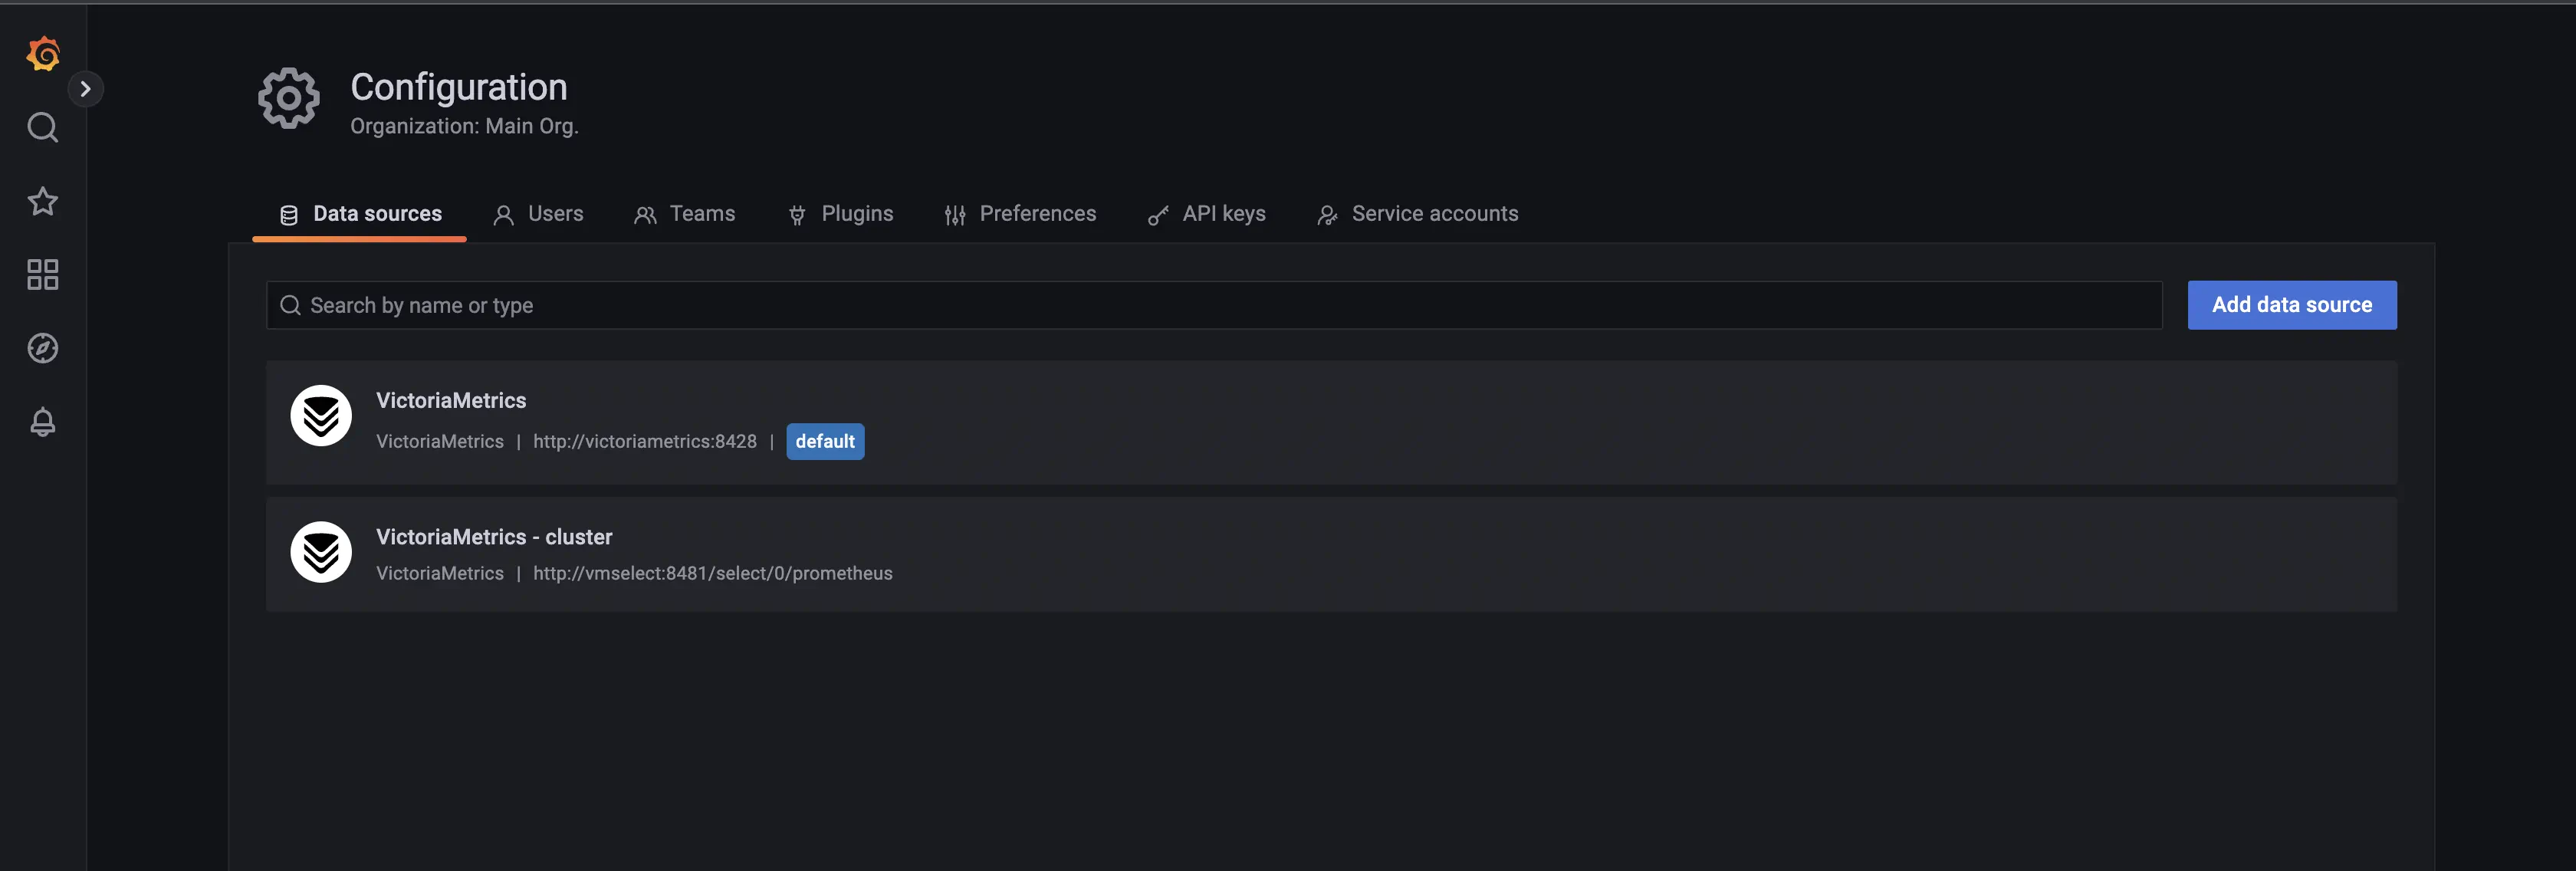 Configuration
Organization: Main Org.
Data sources Users Teams Plugins Preferences API keys Service accounts
Search by name or type Add data source
VictoriaMetrics
VictoriaMetrics | http://victoriametrics:8428 | default
VictoriaMetrics - cluster
VictoriaMetrics | http://vmselect:8481/select/0/prometheus